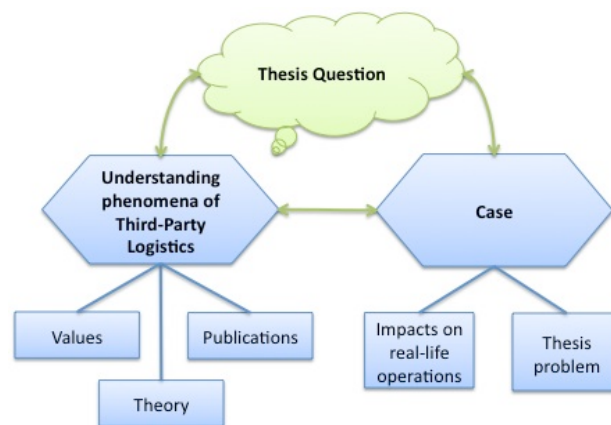 Thesis Question
Understanding
phenomena of
Third-Party
Logistics
Case
Values
Publications
Theory
Impacts on
real-life
operations
Thesis
problem